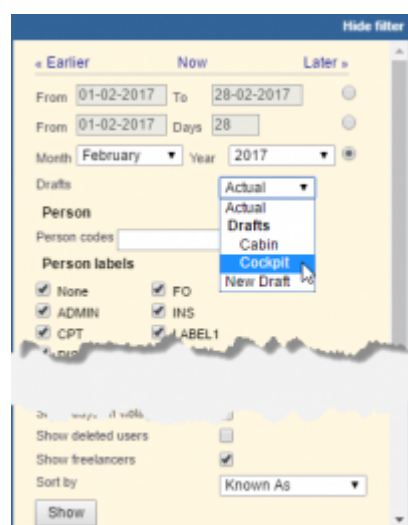 Hide filter
« Earlier Now Later »
From 01-02-2017 To 28-02-2017
From 01-02-2017 Days 28
Month February Year 2017
Drafts Actual
Actual
Person Drafts
Cabin
Person codes
Cockpit
Person labels
New Draft
None FO
ADMIN INS
CPT LABEL1
Show deleted users
Show freelancers
Sort by Known As
Show